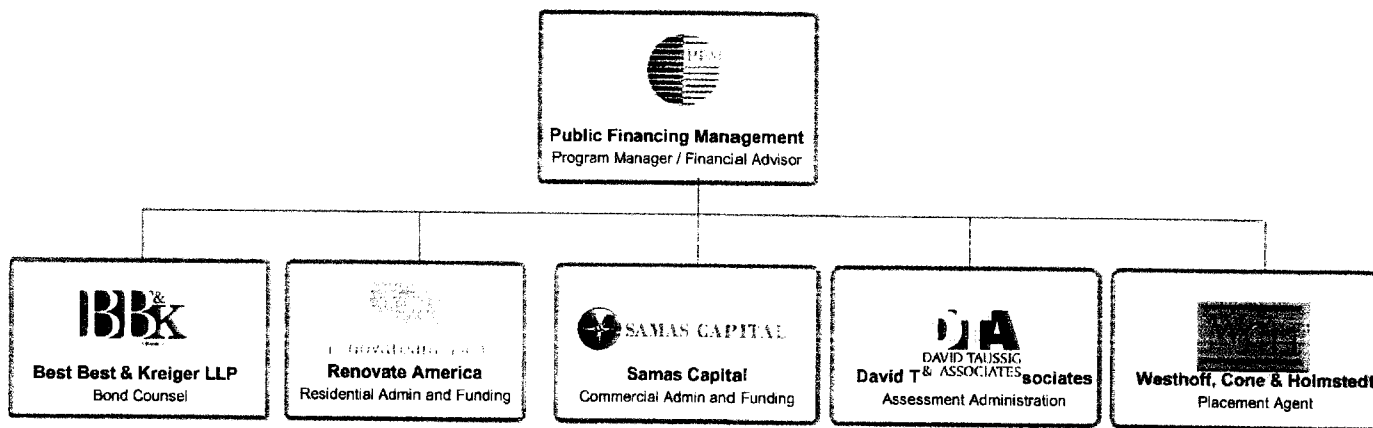 PFM
Public Financing Management
Program Manager / Financial Advisor
BB&K
Best Best & Kreiger LLP
Bond Counsel
Renovate America
Residential Admin and Funding
SAMAS CAPITAL
Samas Capital
Commercial Admin and Funding
DTA
DAVID TAUSSIG
& ASSOCIATES
David T sociates
Assessment Administration
Westhoff, Cone & Holmstedt
Placement Agent